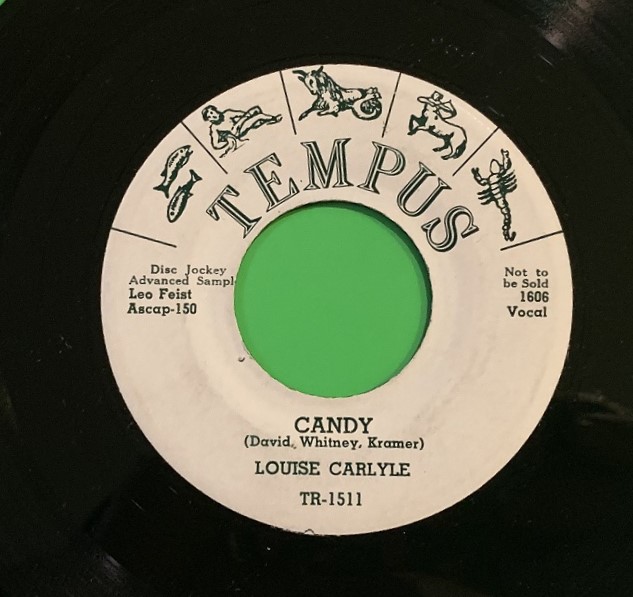 TEMPUS
Disc Jockey
Advanced Sampl
Leo Feist
Ascap-150
Not to
be Sold
1606
Vocal
CANDY
(David, Whitney, Kramer)
LOUISE CARLYLE
TR-1511